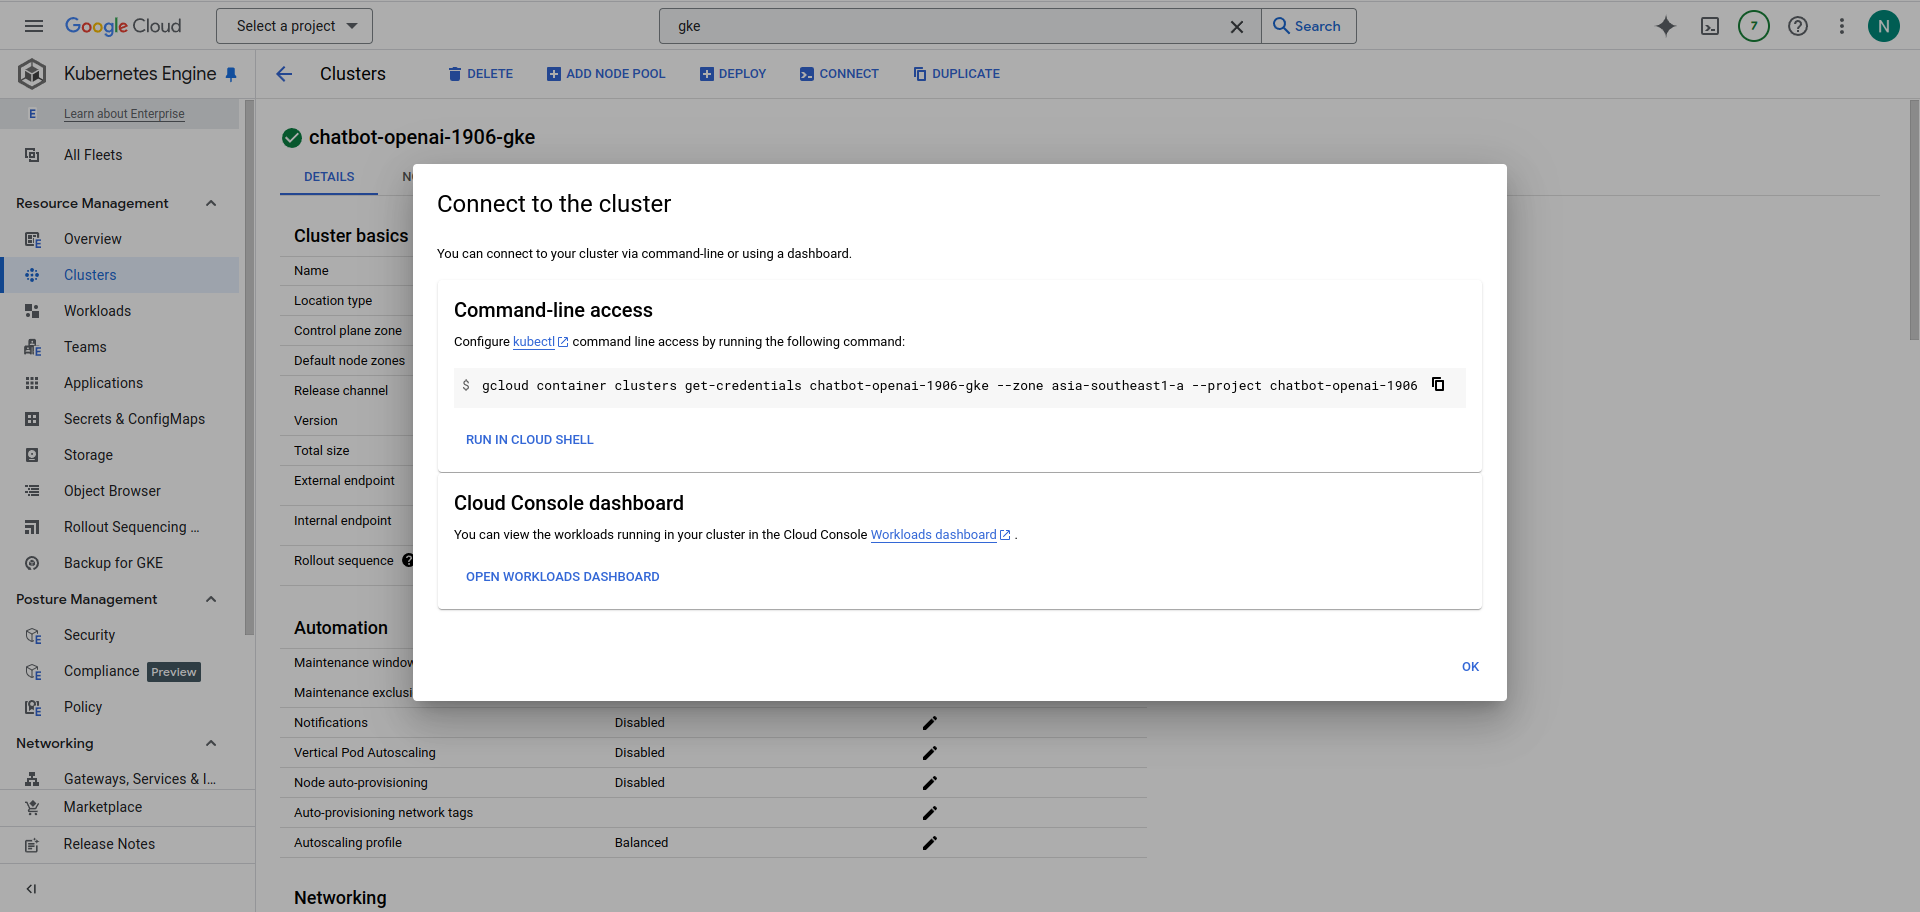 Google Cloud
Select a project
gke
Search
7
N
Kubernetes Engine
Clusters
DELETE
ADD NODE POOL
DEPLOY
CONNECT
DUPLICATE
E
Learn about Enterprise
All Fleets
Resource Management
Overview
Clusters
Workloads
Teams
Applications
Secrets & ConfigMaps
Storage
Object Browser
Rollout Sequencing ...
Backup for GKE
Posture Management
Security
Compliance Preview
Policy
Networking
Gateways, Services & I...
Marketplace
Release Notes
chatbot-openai-1906-gke
DETAILS
Cluster basics
Name
Location type
Control plane zone
Default node zones
Release channel
Version
Total size
External endpoint
Internal endpoint
Rollout sequence
Automation
Maintenance window
Maintenance exclusi
Notifications Disabled
Vertical Pod Autoscaling Disabled
Node auto-provisioning Disabled
Auto-provisioning network tags
Autoscaling profile Balanced
Networking
Connect to the cluster
You can connect to your cluster via command-line or using a dashboard.
Command-line access
Configure kubectl command line access by running the following command:
$ gcloud container clusters get-credentials chatbot-openai-1906-gke --zone asia-southeast1-a --project chatbot-openai-1906
RUN IN CLOUD SHELL
Cloud Console dashboard
You can view the workloads running in your cluster in the Cloud Console Workloads dashboard .
OPEN WORKLOADS DASHBOARD
OK